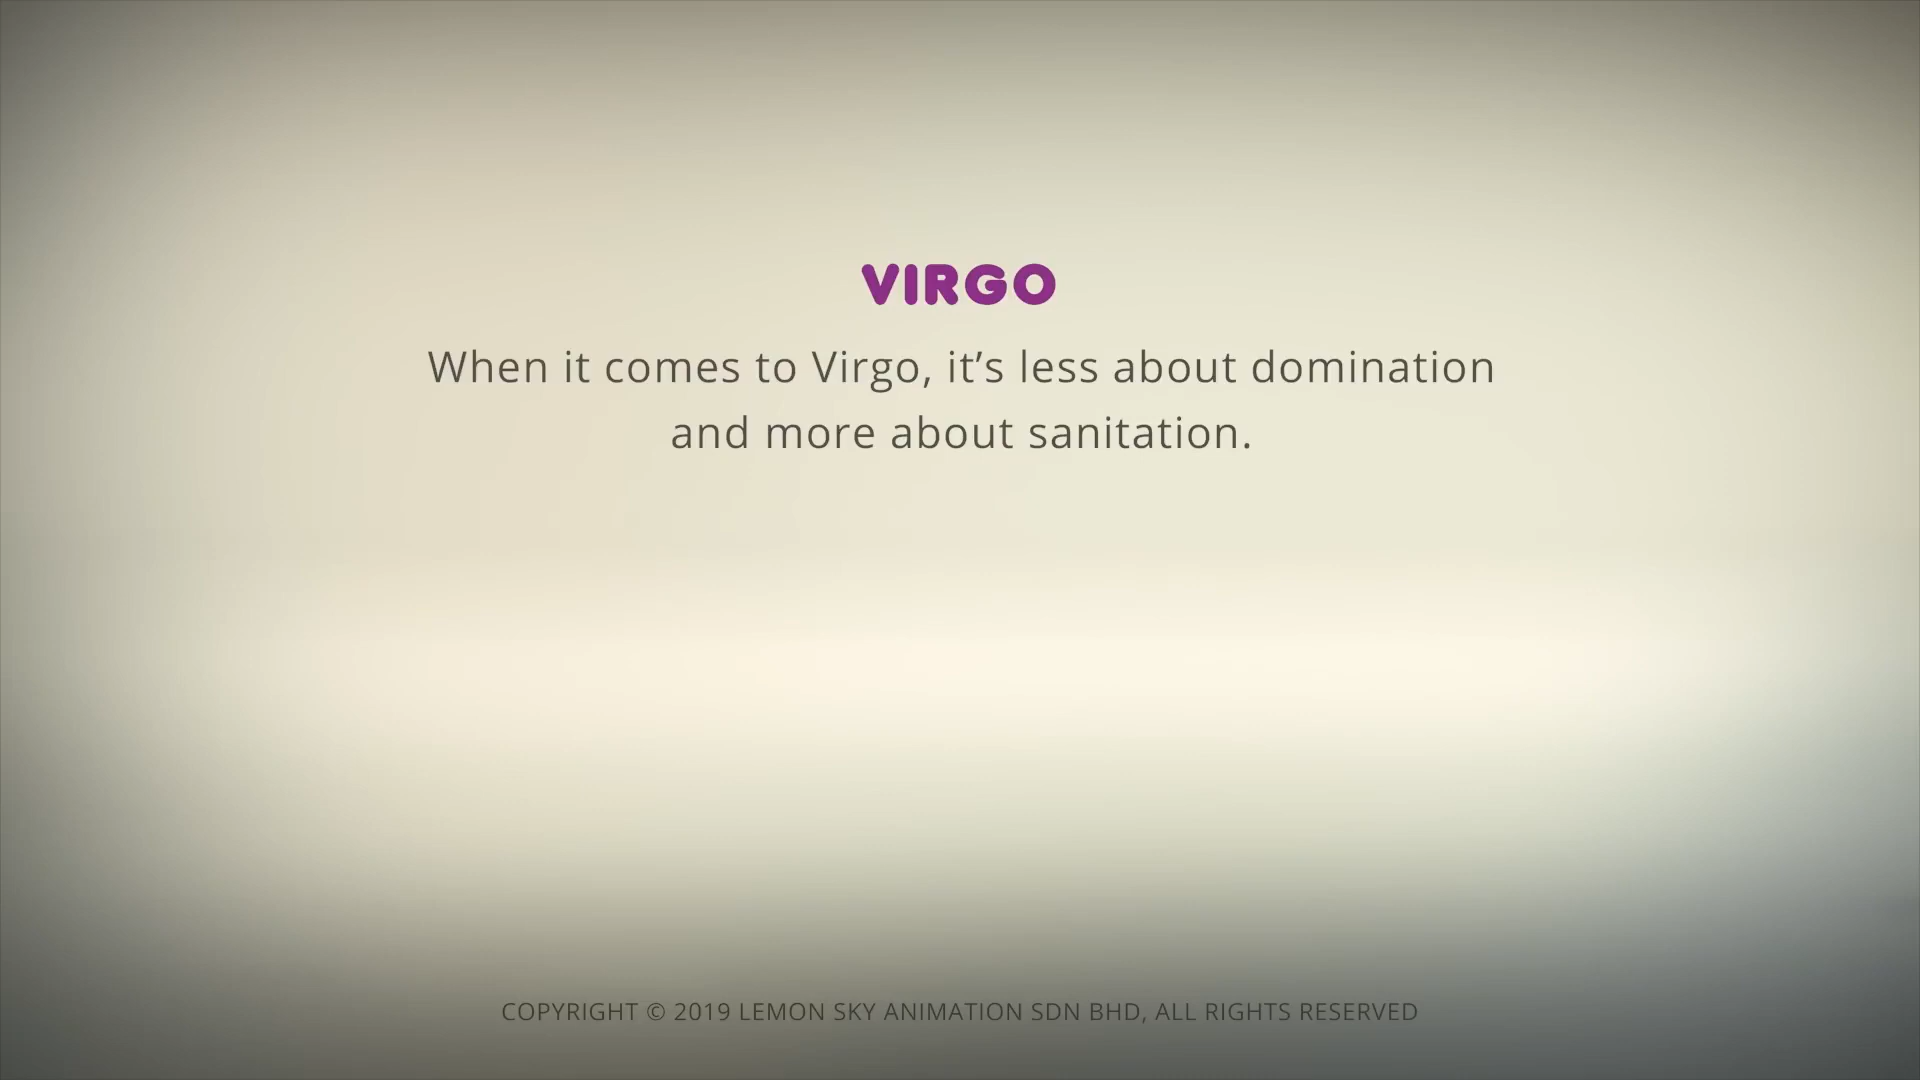 VIRGO
When it comes to Virgo, it’s less about domination
and more about sanitation.
COPYRIGHT © 2019 LEMON SKY ANIMATION SDN BHD, ALL RIGHTS RESERVED